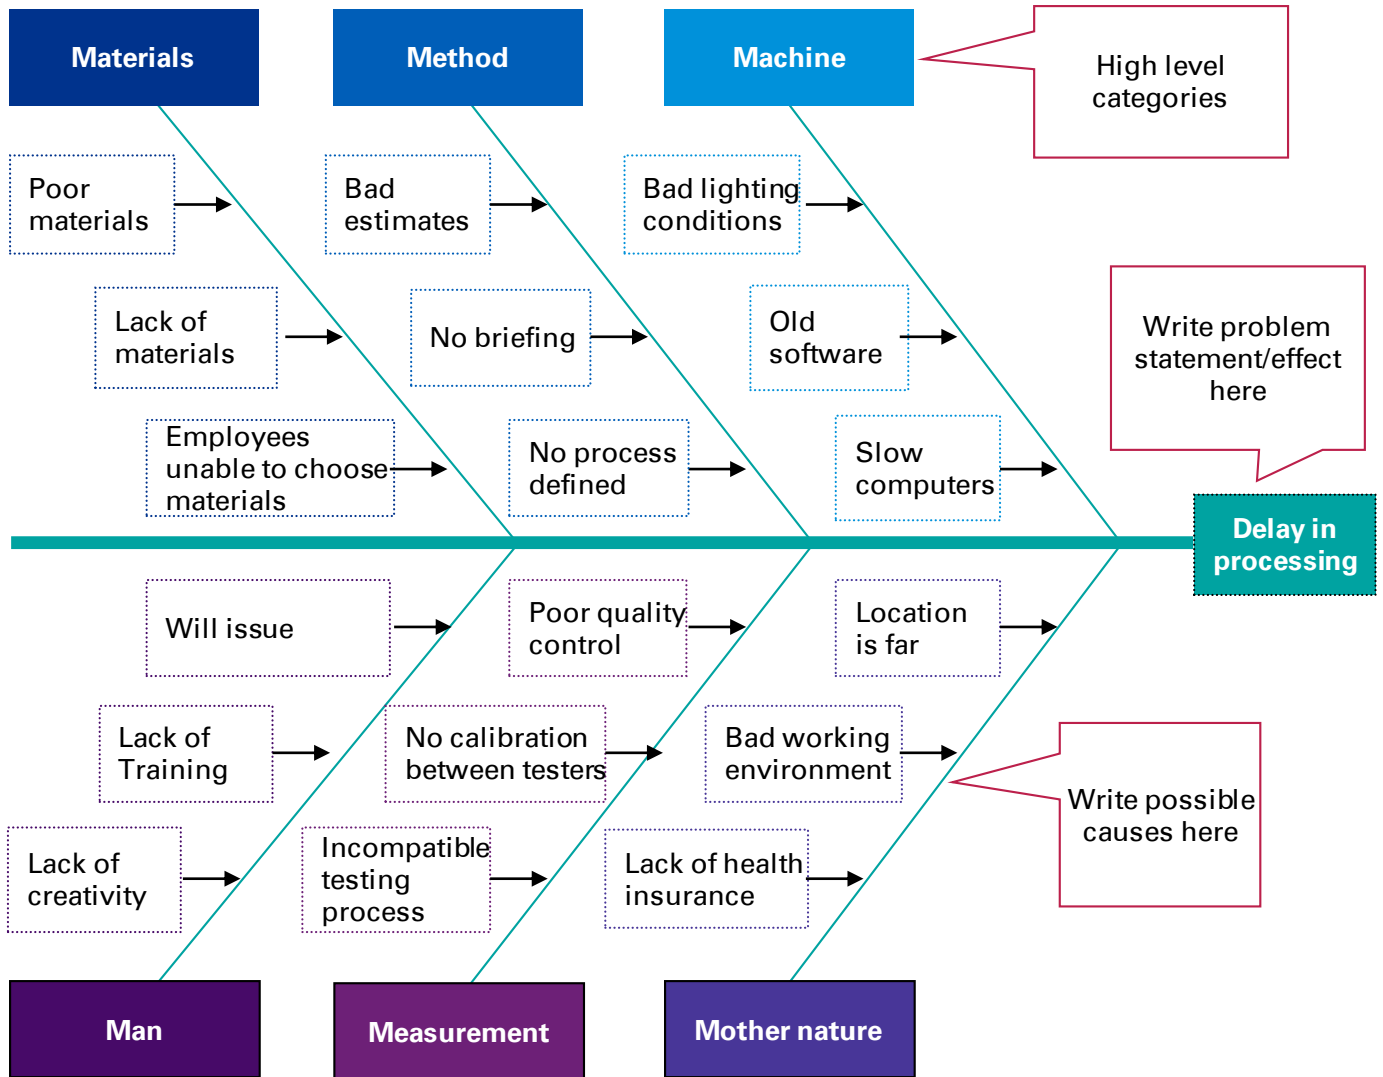 Materials
Method
Machine
High level
categories
Poor
materials
Bad
estimates
Bad lighting
conditions
Lack of
materials
No briefing
Old
software
Write problem
statement/effect
here
Employees
unable to choose
materials
No process
defined
Slow
computers
Delay in
processing
Will issue
Poor quality
control
Location
is far
Lack of
Training
No calibration
between testers
Bad working
environment
Write possible
causes here
Lack of
creativity
Incompatible
testing
process
Lack of health
insurance
Man
Measurement
Mother nature